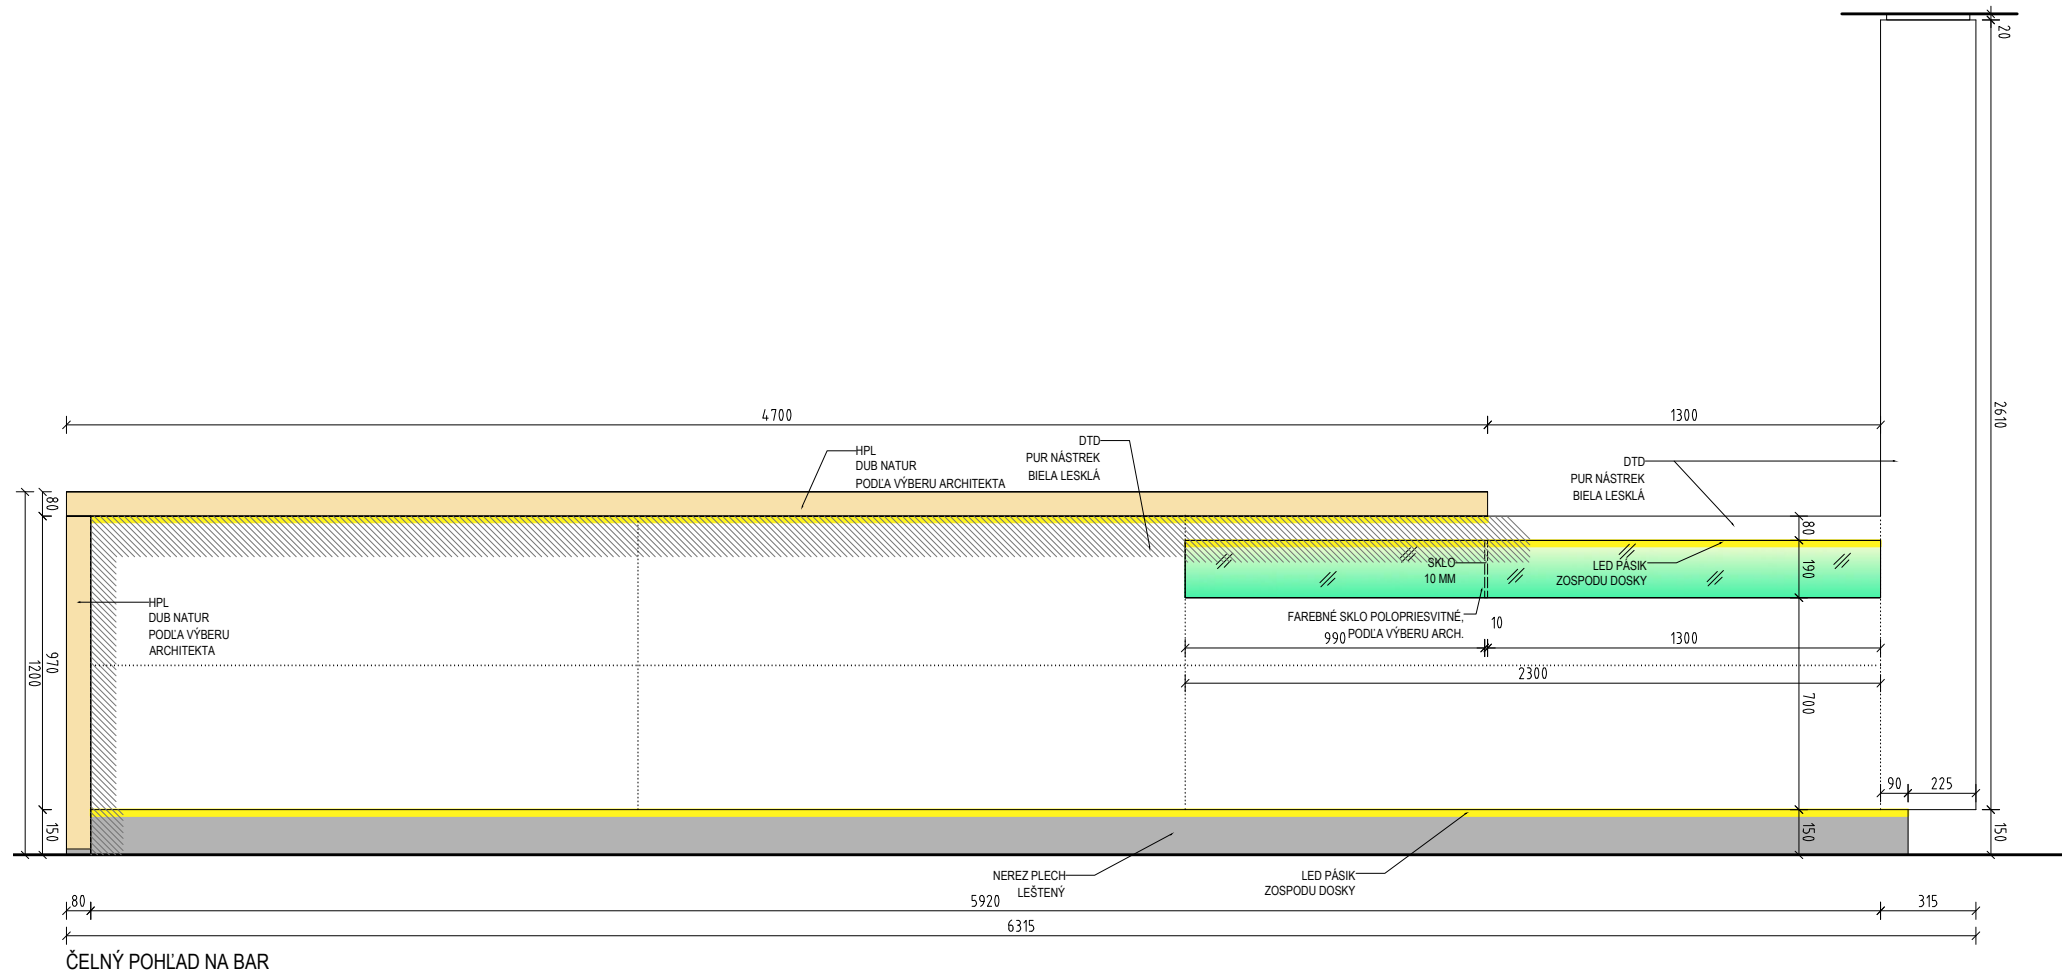 20
2610
4700
1300
HPL
DUB NATUR
PODĽA VÝBERU ARCHITEKTA
DTD
PUR NÁSTREK
BIELA LESKLÁ
DTD
PUR NÁSTREK
BIELA LESKLÁ
80
80
190
SKLO
10 MM
LED PÁSIK
ZOSPODU DOSKY
HPL
DUB NATUR
PODĽA VÝBERU
ARCHITEKTA
FAREBNÉ SKLO POLOPRIESVITNÉ,
PODĽA VÝBERU ARCH.
10
990
1300
970
1200
2300
700
90
225
150
150
150
NEREZ PLECH
LEŠTENÝ
LED PÁSIK
ZOSPODU DOSKY
80
5920
315
6315
ČELNÝ POHĽAD NA BAR